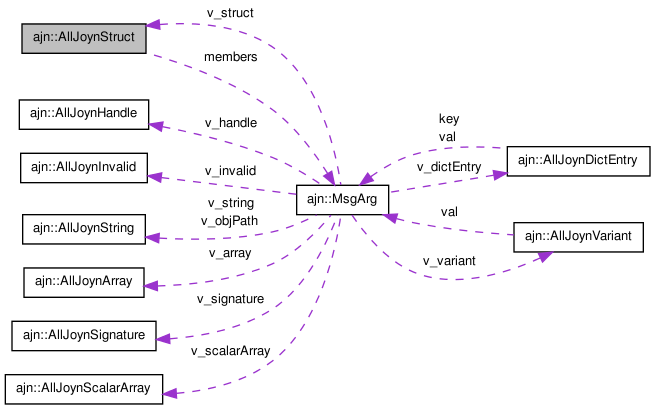 v_struct
ajn::AllJoynStruct
members
ajn::AllJoynHandle
v_handle
key
val
ajn::AllJoynInvalid
v_invalid
v_dictEntry
ajn::AllJoynDictEntry
ajn::MsgArg
v_string
v_objPath
ajn::AllJoynString
val
ajn::AllJoynVariant
v_array
v_variant
ajn::AllJoynArray
v_signature
ajn::AllJoynSignature
v_scalarArray
ajn::AllJoynScalarArray